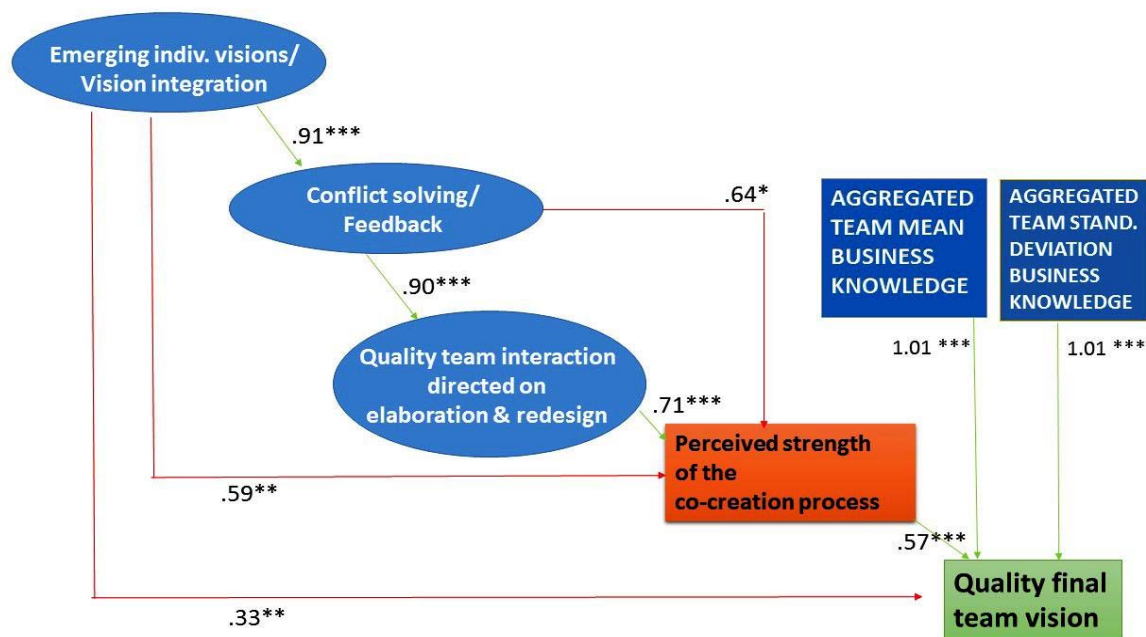 Emerging indiv. visions/
Vision integration
.91***
Conflict solving/
Feedback
.64*
AGGREGATED
TEAM MEAN
BUSINESS
KNOWLEDGE
AGGREGATED
TEAM STAND.
DEVIATION
BUSINESS
KNOWLEDGE
.90***
1.01 ***
1.01 ***
Quality team interaction
directed on
elaboration & redesign
.71***
Perceived strength
of the
co-creation process
.59**
.57***
Quality final
team vision
.33**